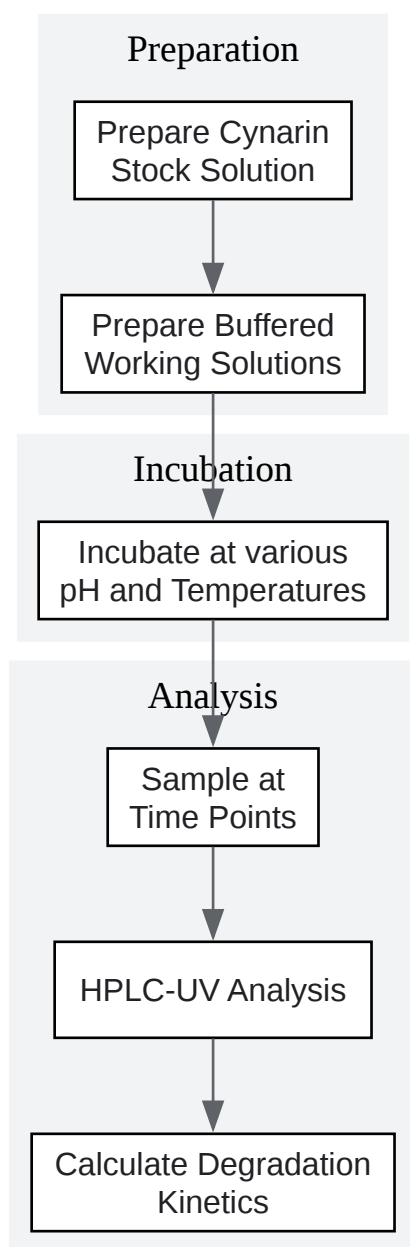 Preparation
Prepare Cynarin
Stock Solution
Prepare Buffered
Working Solutions
Incubation
Incubate at various
pH and Temperatures
Analysis
Sample at
Time Points
HPLC-UV Analysis
Calculate Degradation
Kinetics